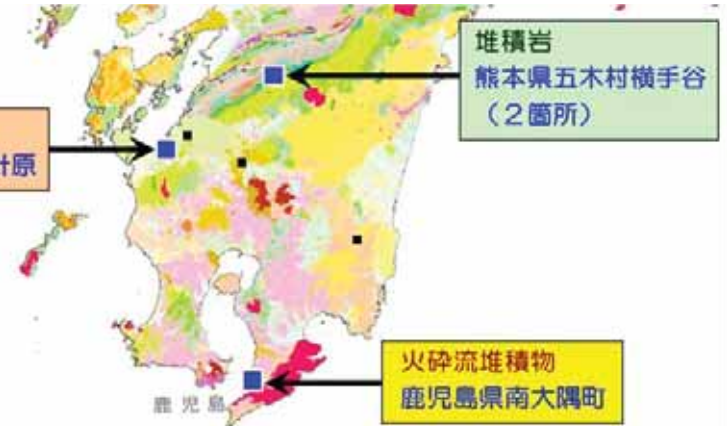 堆積岩
熊本県五木村横手谷
（２箇所）
原
火砕流堆積物
鹿児島県南大隅町
鹿児島